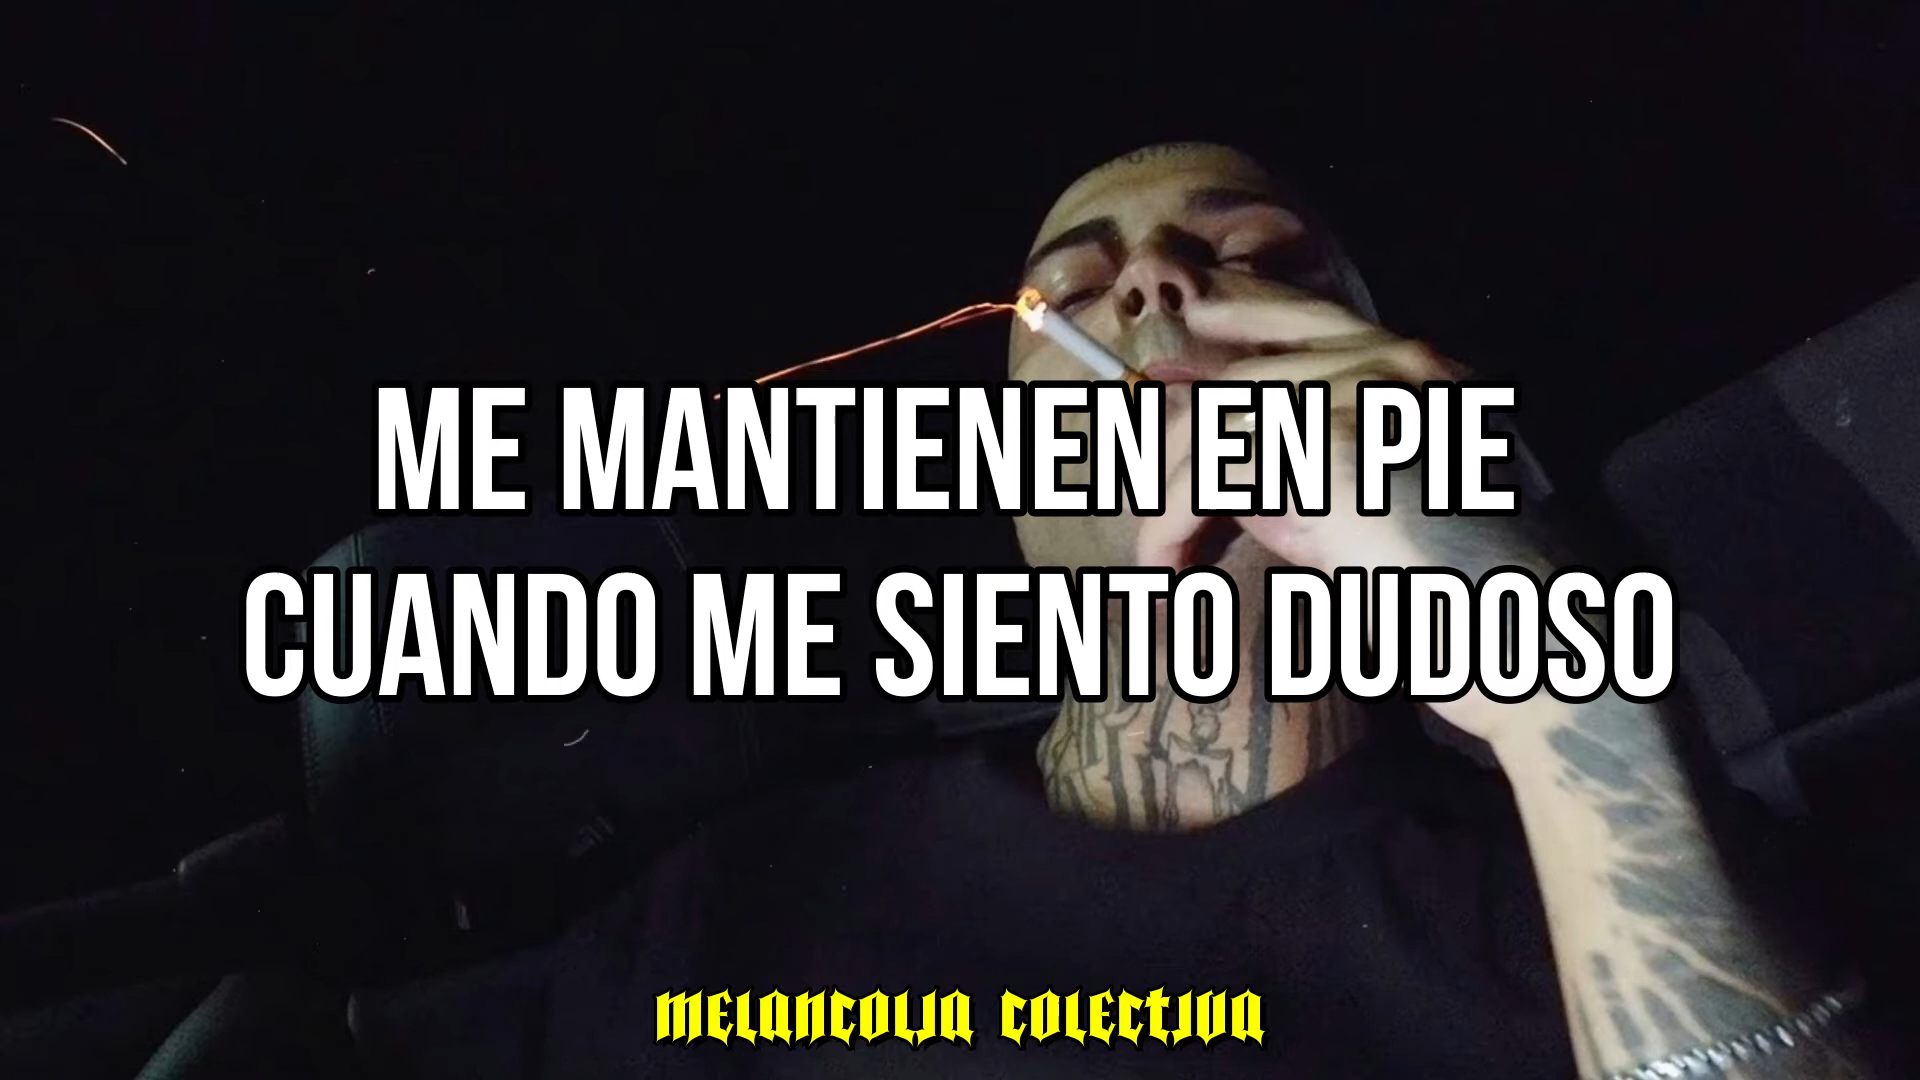 ME MANTIENEN EN PIE
CUANDO ME SIENTO DUDOSO
MELANCOLIA COLECTIVA